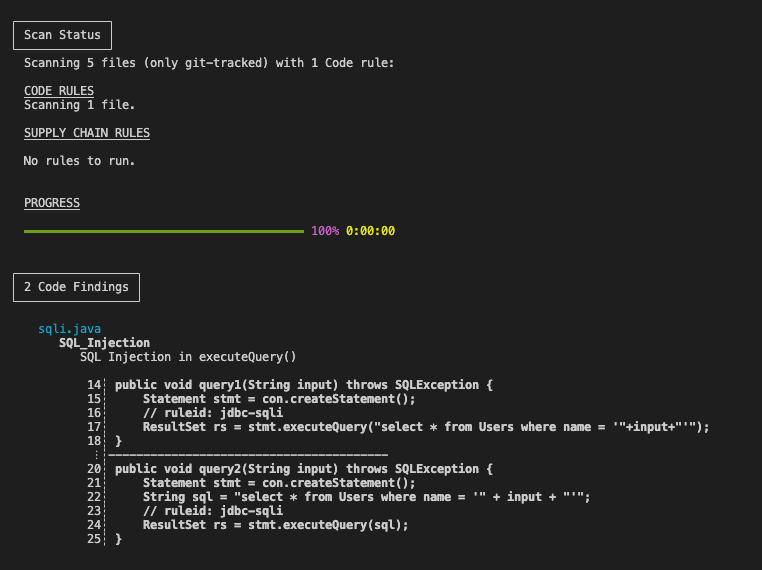 Scan Status
Scanning 5 files (only git-tracked) with 1 Code rule:
CODE RULES
Scanning 1 file.
SUPPLY CHAIN RULES
No rules to run.
PROGRESS
100% 0:00:00
2 Code Findings
sqli.java
SQL_Injection
SQL Injection in executeQuery()
14┆ public void query1(String input) throws SQLException {
15┆     Statement stmt = con.createStatement();
16┆     // ruleid: jdbc-sqli
17┆     ResultSet rs = stmt.executeQuery("select * from Users where name = '"+input+"'");
18┆ }
⋮┆----------------------------------------
20┆ public void query2(String input) throws SQLException {
21┆     Statement stmt = con.createStatement();
22┆     String sql = "select * from Users where name = '" + input + "'";
23┆     // ruleid: jdbc-sqli
24┆     ResultSet rs = stmt.executeQuery(sql);
25┆ }